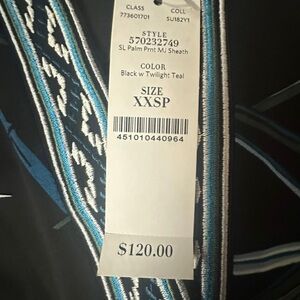 CLASS COLL
773601701 SU182Y1
STYLE
570232749
SL Palm Prnt MJ Sheath
COLOR
Black w Twilight Teal
SIZE
XXSP
451010440964
$120.00